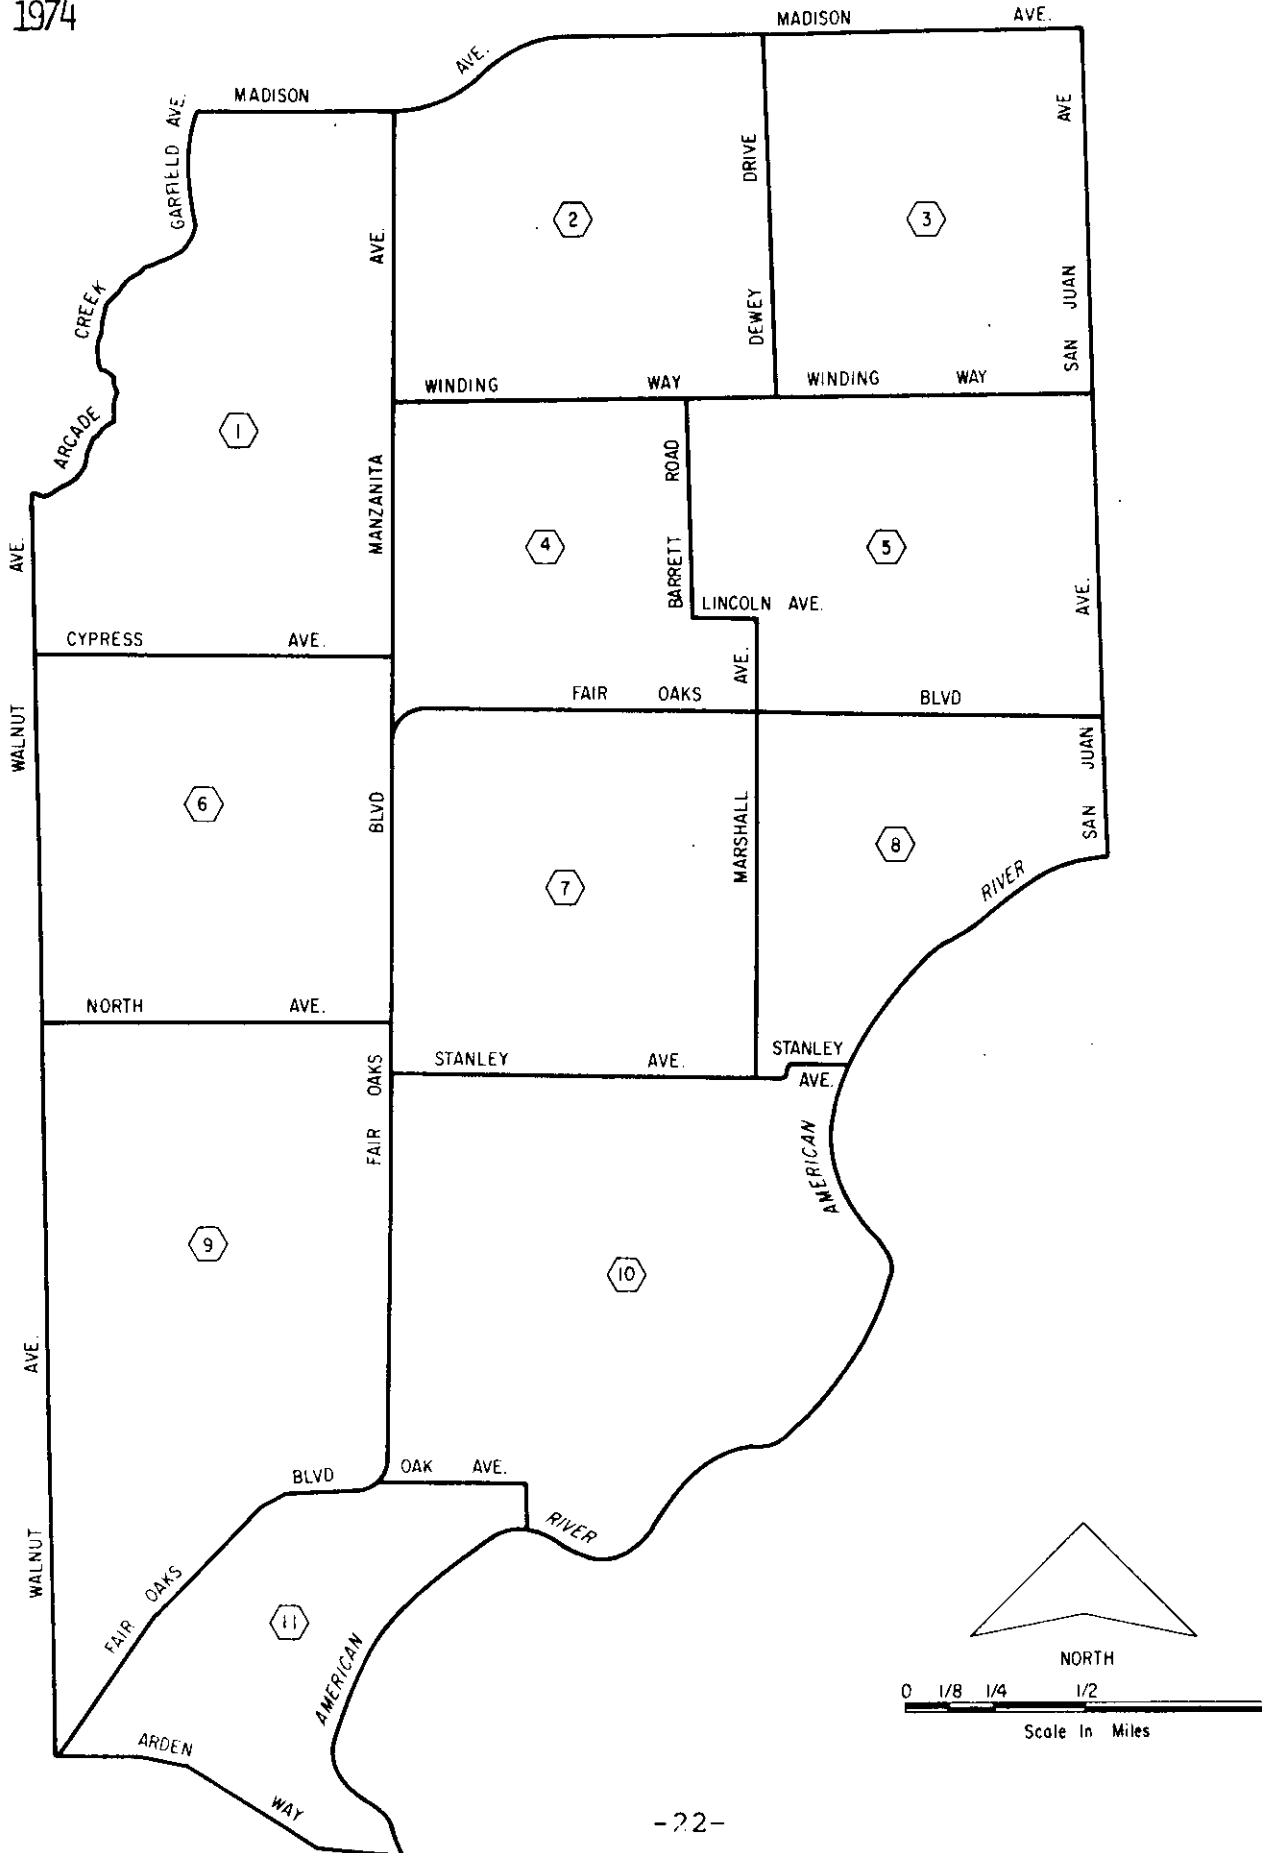 1974
MADISON AVE.
AVE.
MADISON
GARFIELD AVE.
AVE
DRIVE
2
3
AVE.
CREEK
DEWEY
SAN JUAN
WINDING WAY
WINDING WAY
1
ARCADE
ROAD
MANZANITA
4
5
AVE.
BARRETT
LINCOLN AVE.
AVE.
CYPRESS AVE.
AVE.
FAIR OAKS BLVD
WALNUT
SAN JUAN
6
BLVD
MARSHALL
8
7
RIVER
NORTH AVE.
STANLEY AVE.
STANLEY
AVE.
FAIR OAKS
AMERICAN
9
10
AVE.
BLVD
OAK AVE.
RIVER
WALNUT
FAIR OAKS
11
AMERICAN
NORTH
0 1/8 1/4 1/2
Scale In Miles
ARDEN
WAY
-22-